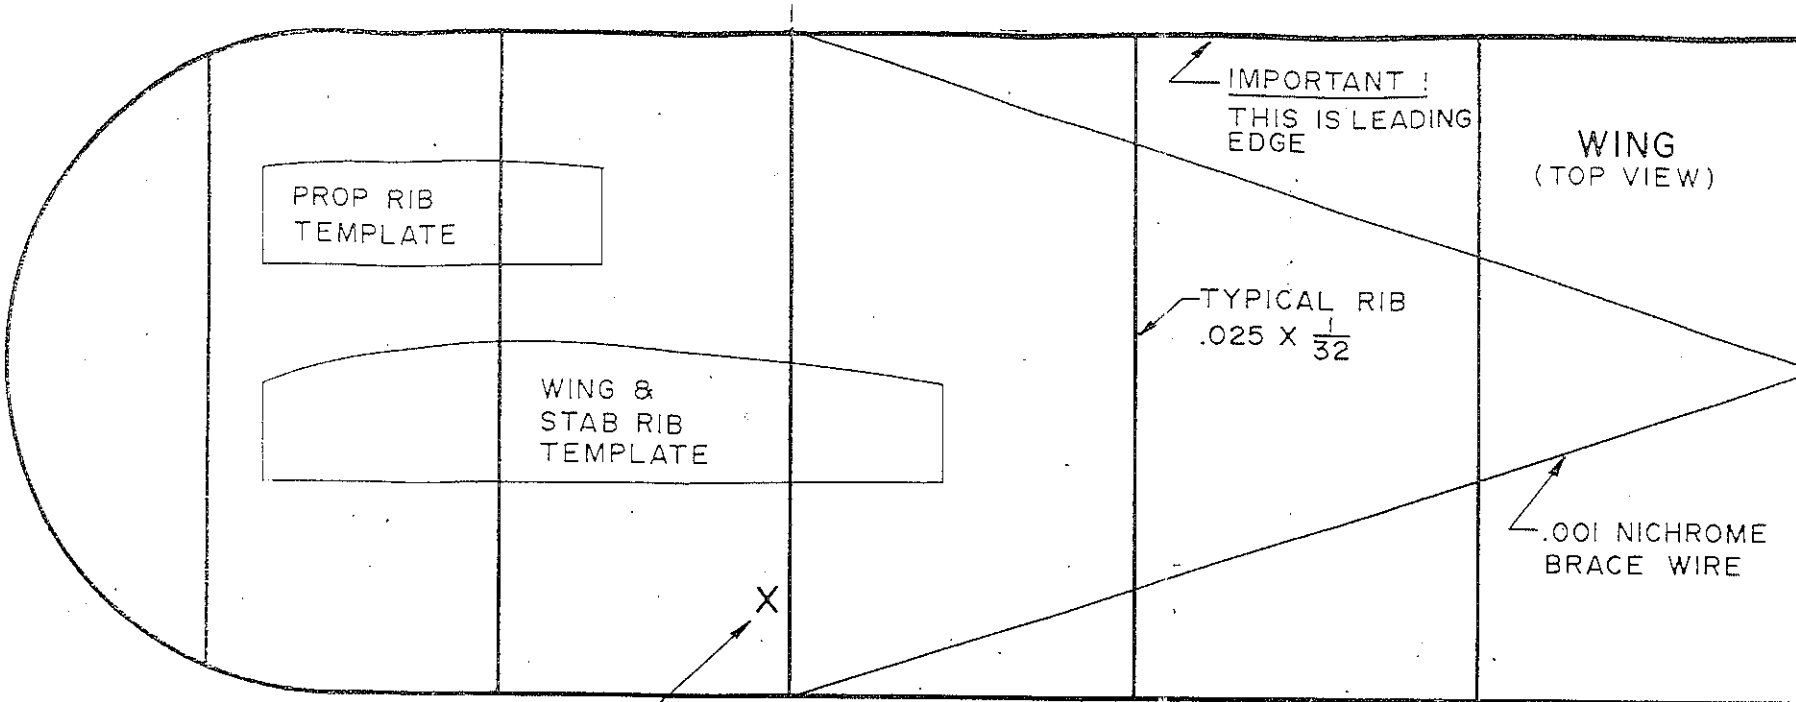 IMPORTANT !
THIS IS LEADING
EDGE
WING
(TOP VIEW)
PROP RIB
TEMPLATE
TYPICAL RIB
.025 X 1/32
WING &
STAB RIB
TEMPLATE
.001 NICHROME
BRACE WIRE
X